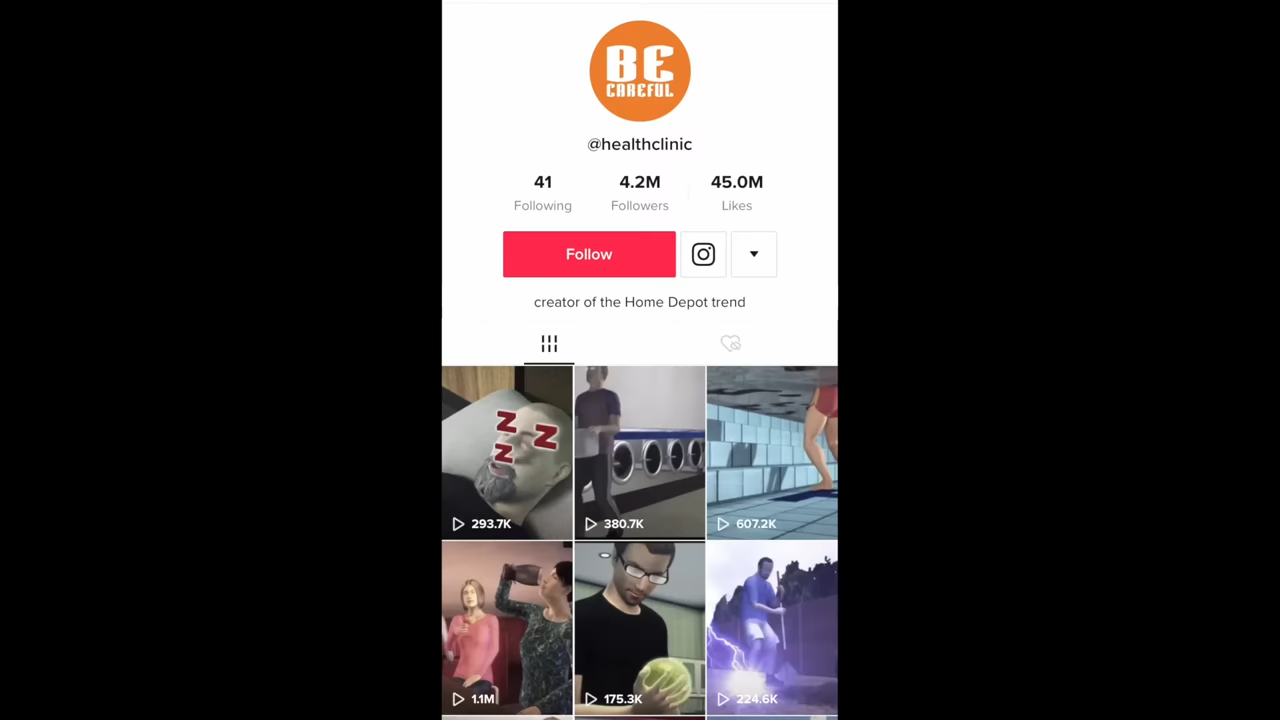 BE
CAREFUL
@healthclinic
41 4.2M 45.0M
Following Followers Likes
Follow
creator of the Home Depot trend
Z
Z
Z
293.7K 380.7K 607.2K
1.1M 175.3K 224.6K